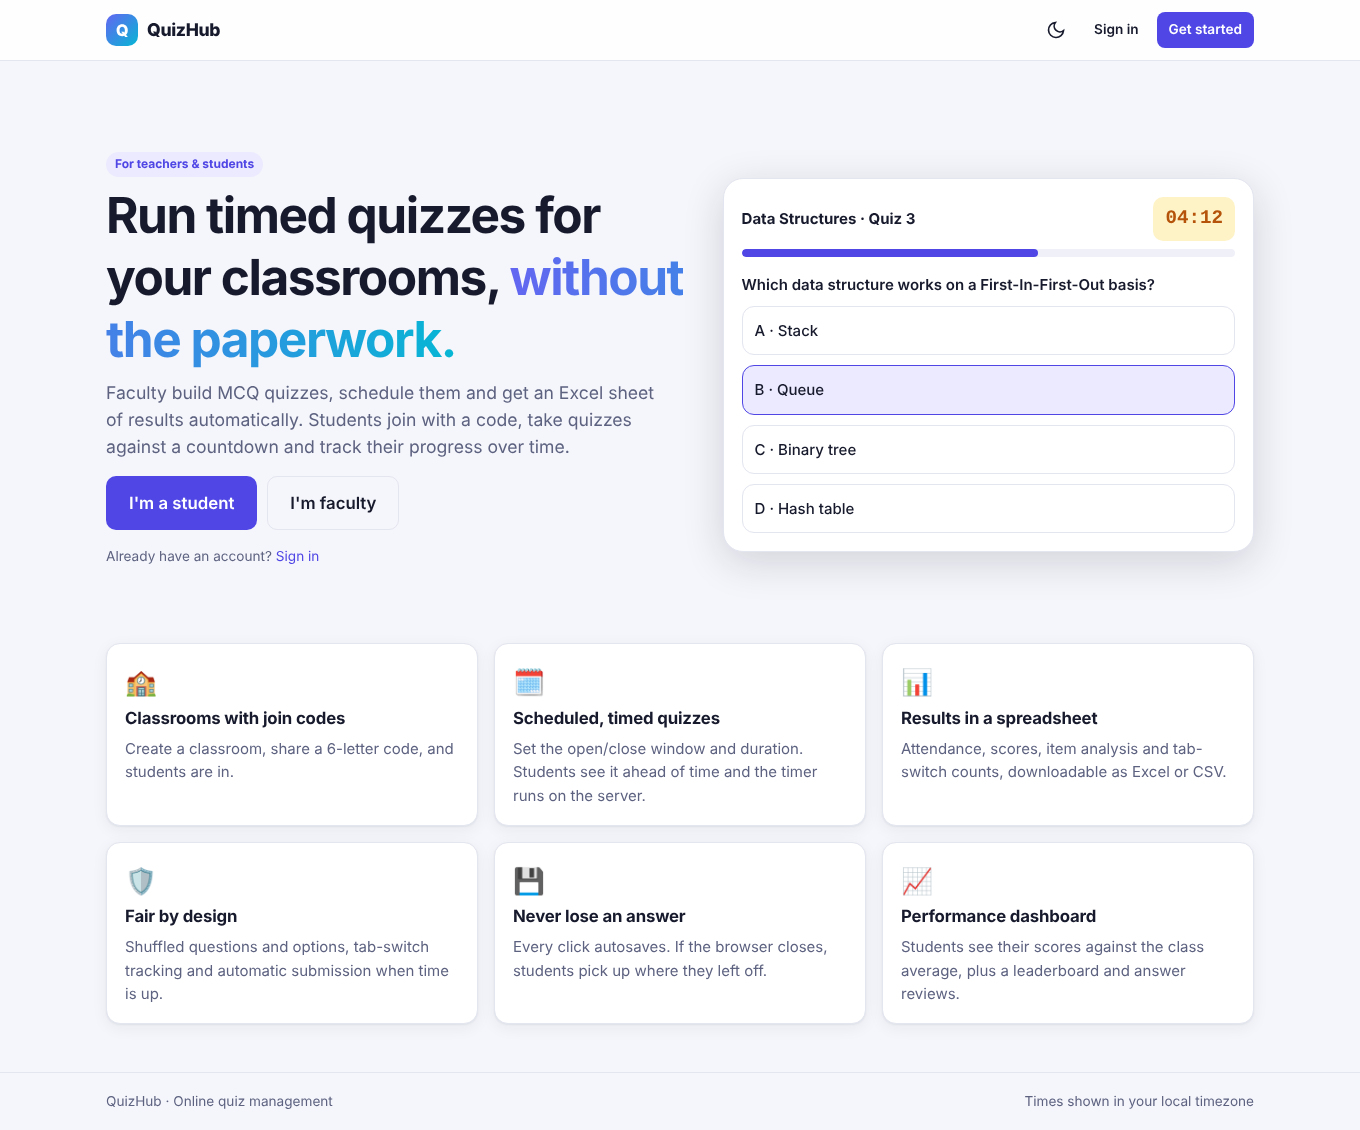 Q QuizHub
Sign in
Get started
For teachers & students
Run timed quizzes for
your classrooms, without
the paperwork.
Faculty build MCQ quizzes, schedule them and get an Excel sheet
of results automatically. Students join with a code, take quizzes
against a countdown and track their progress over time.
I'm a student
I'm faculty
Already have an account? Sign in
Data Structures · Quiz 3
04:12
Which data structure works on a First-In-First-Out basis?
A · Stack
B · Queue
C · Binary tree
D · Hash table
Classrooms with join codes
Create a classroom, share a 6-letter code, and
students are in.
Scheduled, timed quizzes
Set the open/close window and duration.
Students see it ahead of time and the timer
runs on the server.
Results in a spreadsheet
Attendance, scores, item analysis and tab-
switch counts, downloadable as Excel or CSV.
Fair by design
Shuffled questions and options, tab-switch
tracking and automatic submission when time
is up.
Never lose an answer
Every click autosaves. If the browser closes,
students pick up where they left off.
Performance dashboard
Students see their scores against the class
average, plus a leaderboard and answer
reviews.
QuizHub · Online quiz management
Times shown in your local timezone